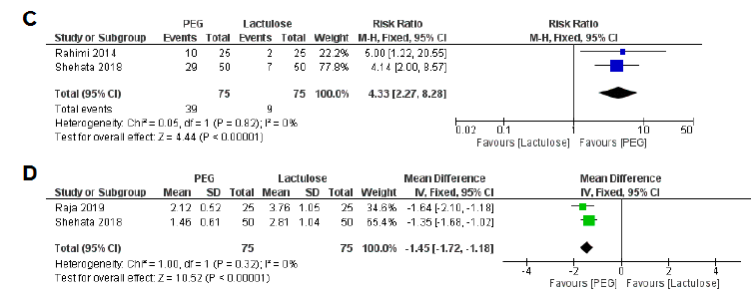 C
PEG Lactulose Risk Ratio Risk Ratio
Study or Subgroup Events Total Events Total Weight M-H, Fixed, 95% CI M-H, Fixed, 95% CI
Rahimi 2014 10 25 2 25 22.2% 5.00 [1.22, 20.55]
Shehata 2018 29 50 7 50 77.8% 4.14 [2.00, 8.57]
Total (95% CI) 75 75 100.0% 4.33 [2.27, 8.28]
Total events 39 9
Heterogeneity: Chi² = 0.05, df = 1 (P = 0.82); I² = 0%
Test for overall effect: Z = 4.44 (P < 0.00001)
0.02 0.1 1 10 50
Favours [Lactulose] Favours [PEG]
D
PEG Lactulose Mean Difference Mean Difference
Study or Subgroup Mean SD Total Mean SD Total Weight IV, Fixed, 95% CI IV, Fixed, 95% CI
Raja 2019 2.12 0.52 25 3.76 1.05 25 34.6% -1.64 [-2.10, -1.18]
Shehata 2018 1.46 0.61 50 2.81 1.04 50 65.4% -1.35 [-1.68, -1.02]
Total (95% CI) 75 75 100.0% -1.45 [-1.72, -1.18]
Heterogeneity: Chi² = 1.00, df = 1 (P = 0.32); I² = 0%
Test for overall effect: Z = 10.52 (P < 0.00001)
-4 -2 0 2 4
Favours [PEG] Favours [Lactulose]